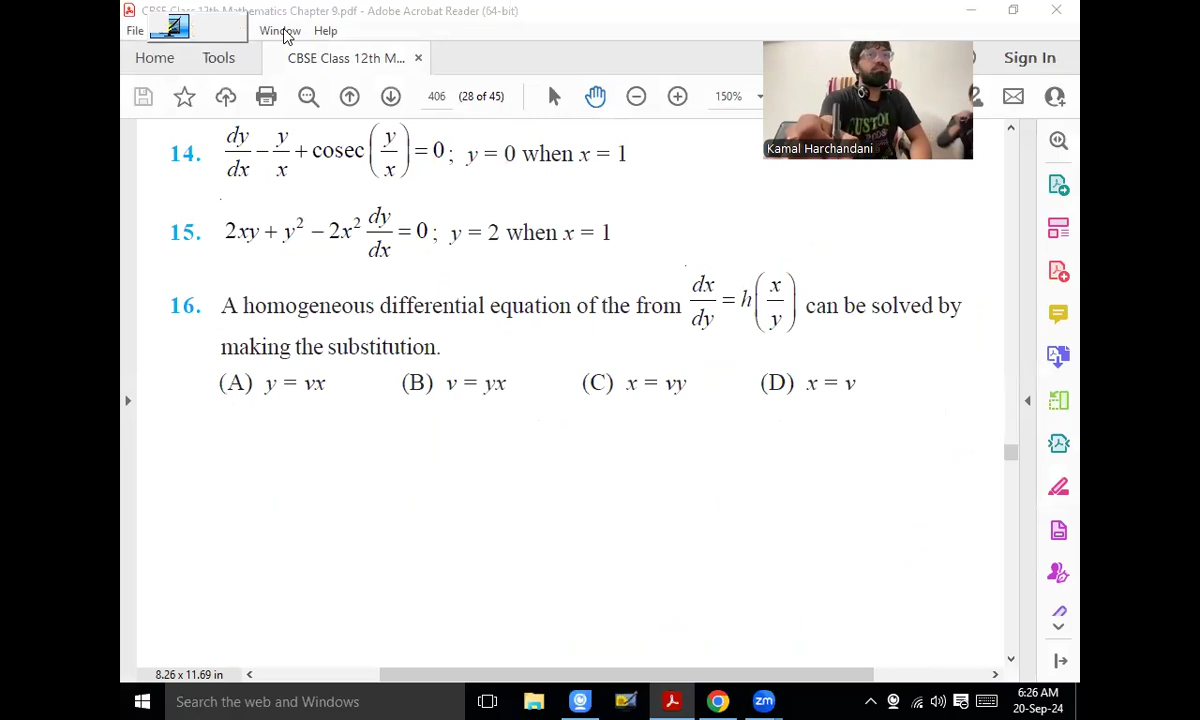 CBSE Class 12th Mathematics Chapter 9.pdf - Adobe Acrobat Reader (64-bit)
File Window Help
Home Tools CBSE Class 12th M... × Sign In
406 (28 of 45) 150%
14. dy/dx − y/x + cosec(y/x) = 0; y = 0 when x = 1
CUSTOM
Kamal Harchandani
15. 2xy + y² − 2x² dy/dx = 0; y = 2 when x = 1
16. A homogeneous differential equation of the from dx/dy = h(x/y) can be solved by
making the substitution.
(A) y = vx (B) v = yx (C) x = vy (D) x = v
8.26 x 11.69 in
Search the web and Windows
zm
6:26 AM
20-Sep-24